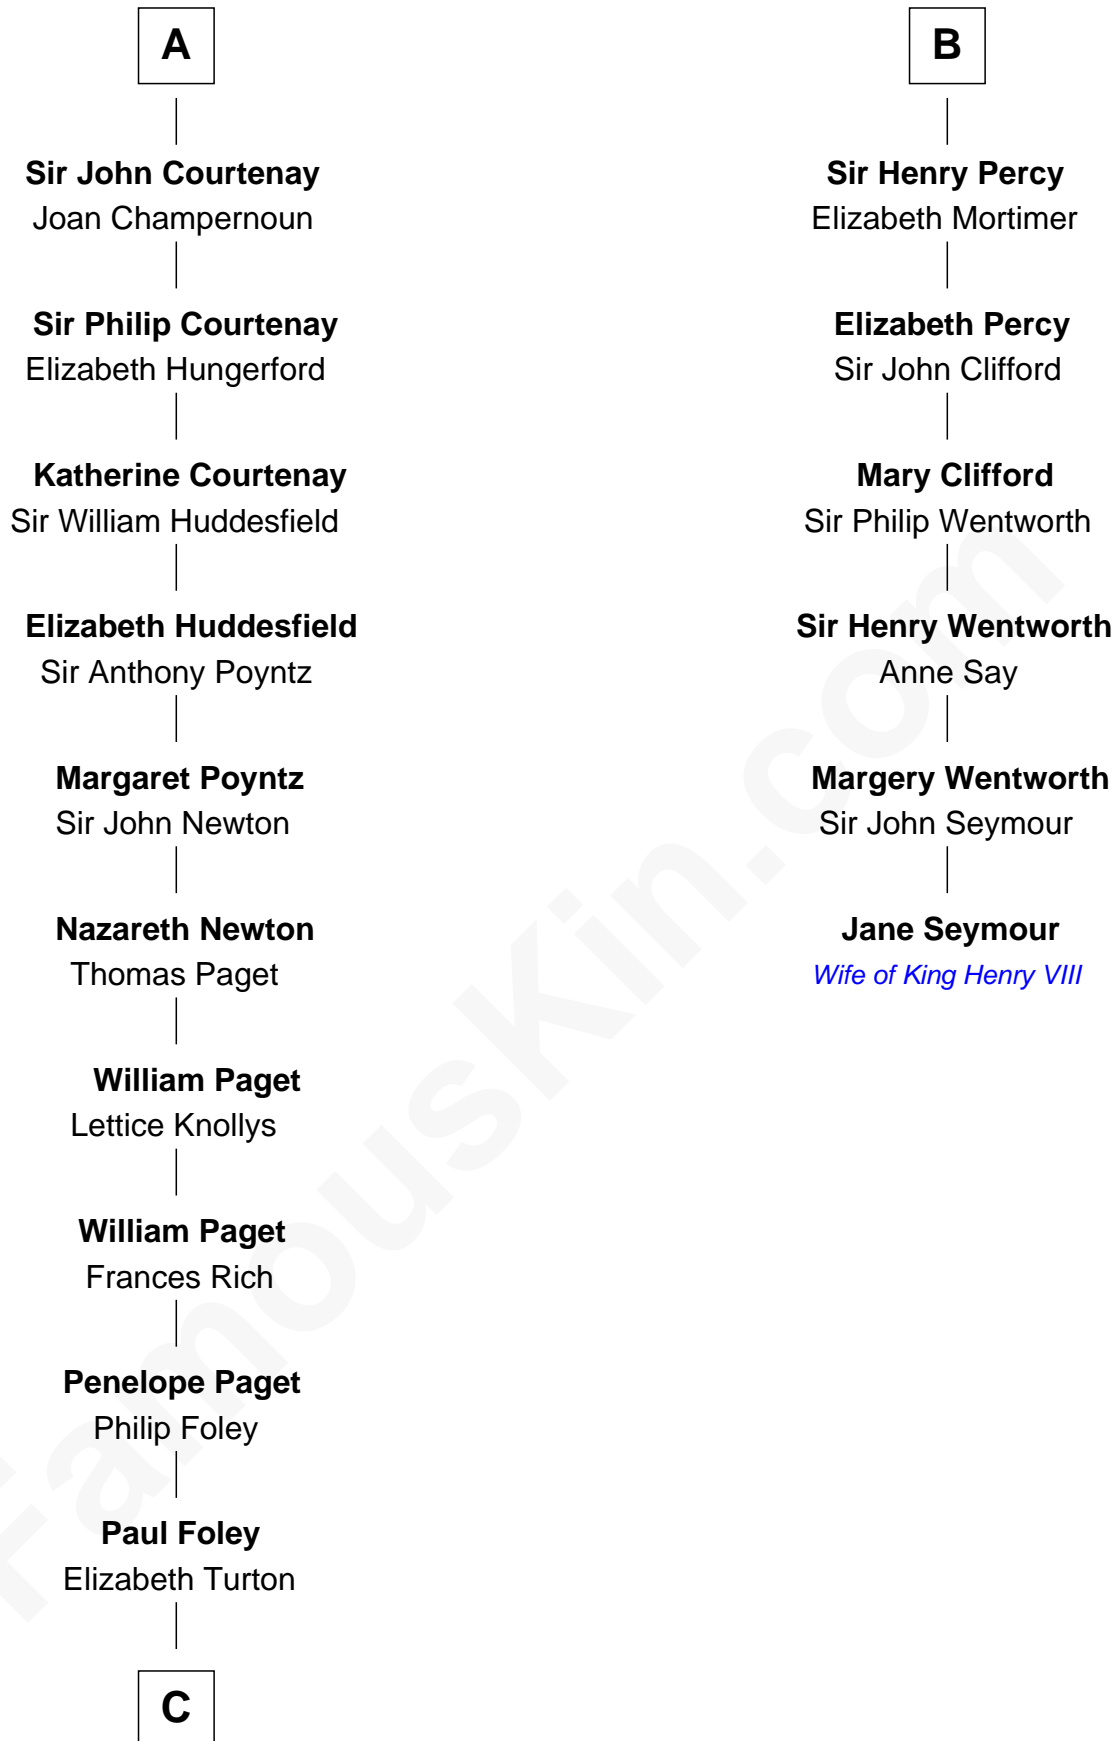 A
Sir John Courtenay
Joan Champernoun
Sir Philip Courtenay
Elizabeth Hungerford
Katherine Courtenay
Sir William Huddesfield
Elizabeth Huddesfield
Sir Anthony Poyntz
Margaret Poyntz
Sir John Newton
Nazareth Newton
Thomas Paget
William Paget
Lettice Knollys
William Paget
Frances Rich
Penelope Paget
Philip Foley
Paul Foley
Elizabeth Turton
C
B
Sir Henry Percy
Elizabeth Mortimer
Elizabeth Percy
Sir John Clifford
Mary Clifford
Sir Philip Wentworth
Sir Henry Wentworth
Anne Say
Margery Wentworth
Sir John Seymour
Jane Seymour
Wife of King Henry VIII
FamousKin.com